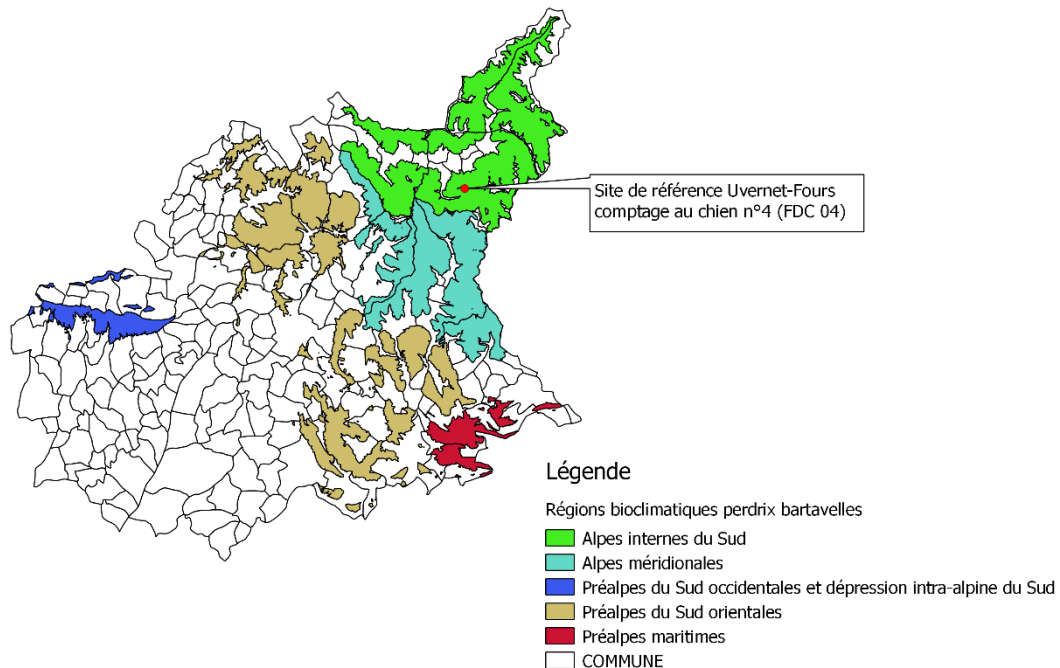 Site de référence Uvernet-Fours
comptage au chien n°4 (FDC 04)
Légende
Régions bioclimatiques perdrix bartavelles
Alpes internes du Sud
Alpes méridionales
Préalpes du Sud occidentales et dépression intra-alpine du Sud
Préalpes du Sud orientales
Préalpes maritimes
COMMUNE